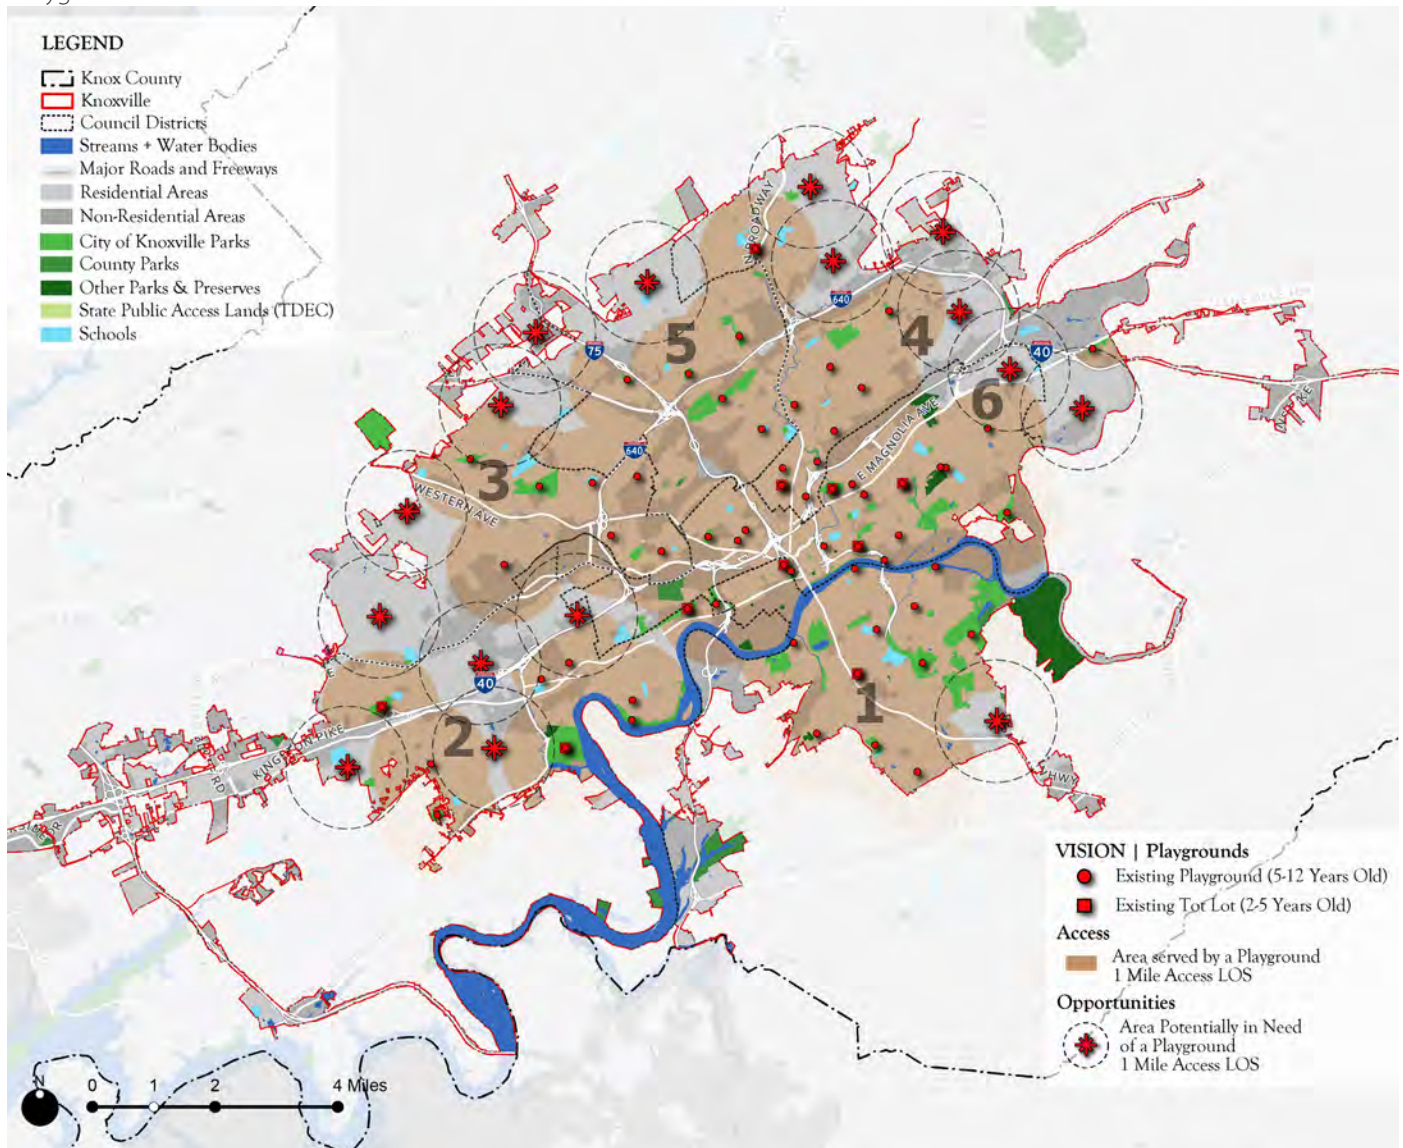 LEGEND
Knox County
Knoxville
Council Districts
Streams + Water Bodies
Major Roads and Freeways
Residential Areas
Non-Residential Areas
City of Knoxville Parks
County Parks
Other Parks & Preserves
State Public Access Lands (TDEC)
Schools
N BROADWAY
640
75
5
4
40
6
E MAGNOLIA AVE
640
3
WESTERN AVE
40
2
1
KINGSTON PIKE
RD
HWY
VISION | Playgrounds
Existing Playground (5-12 Years Old)
Existing Tot Lot (2-5 Years Old)
Access
Area served by a Playground
1 Mile Access LOS
Opportunities
Area Potentially in Need
of a Playground
1 Mile Access LOS
N
0 1 2 4 Miles